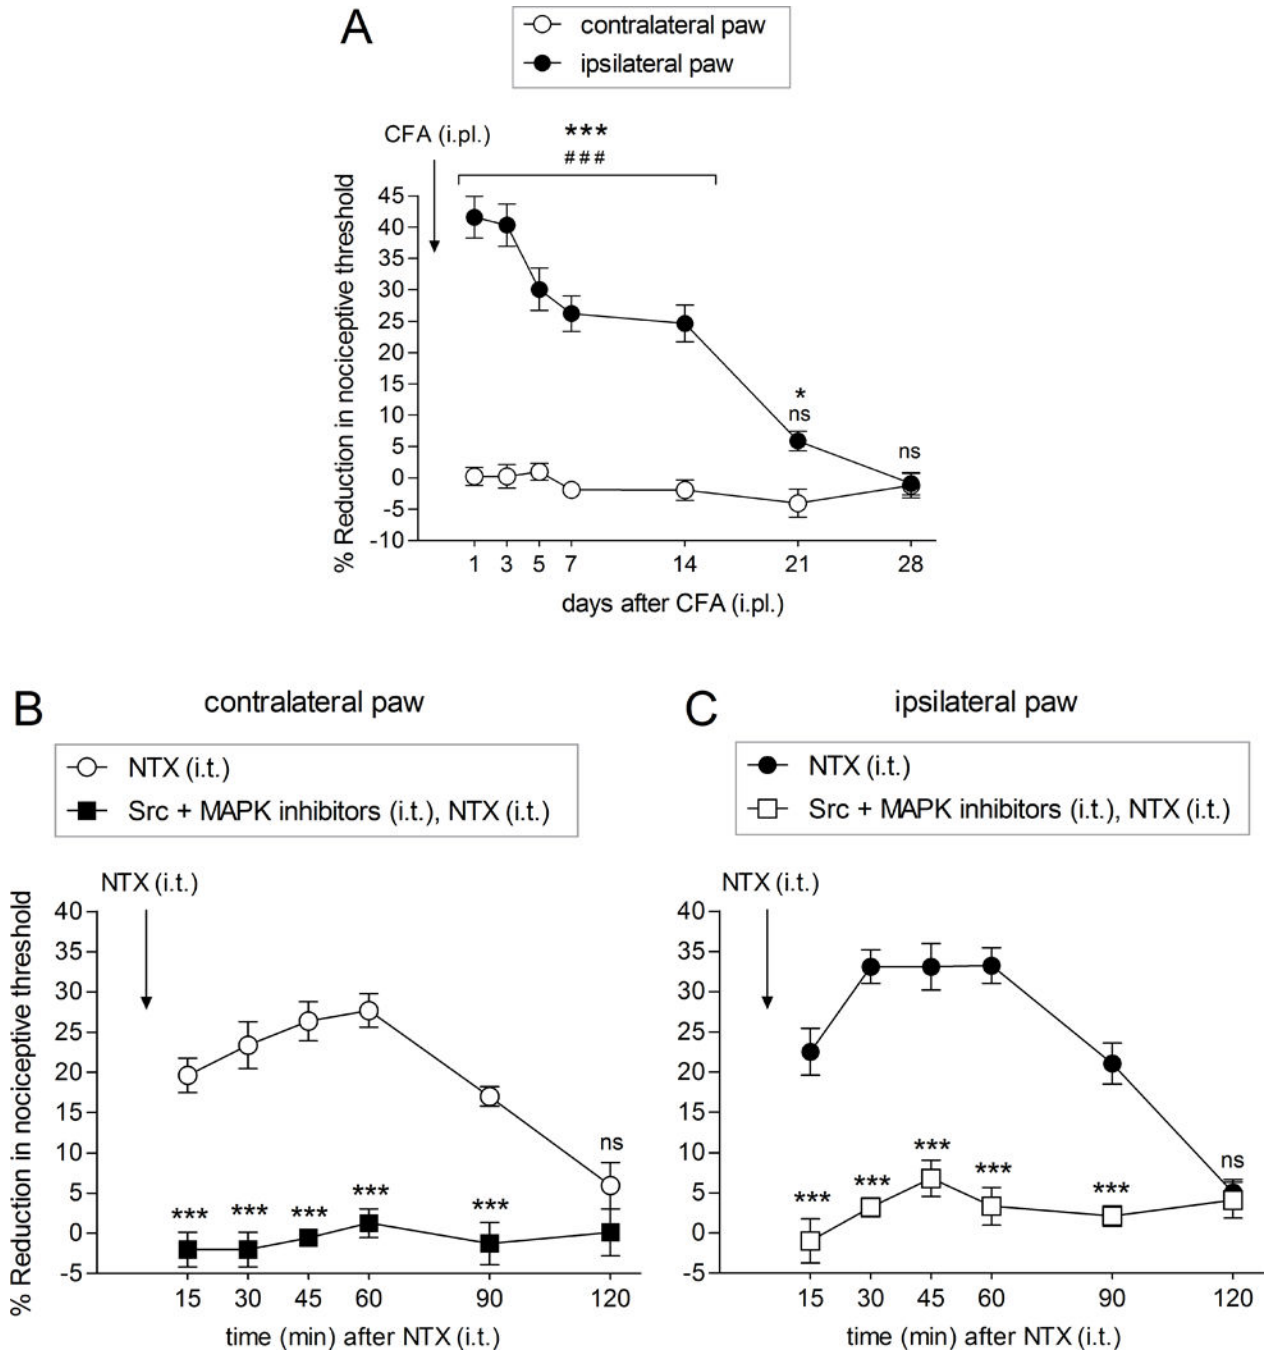 A
contralateral paw
ipsilateral paw
CFA (i.pl.)
***
###
% Reduction in nociceptive threshold
45
40
35
30
25
20
15
10
5
0
-5
-10
*
ns
ns
1 3 5 7 14 21 28
days after CFA (i.pl.)
B
contralateral paw
NTX (i.t.)
Src + MAPK inhibitors (i.t.), NTX (i.t.)
NTX (i.t.)
% Reduction in nociceptive threshold
40
35
30
25
20
15
10
5
0
-5
*** *** *** *** *** ns
15 30 45 60 90 120
time (min) after NTX (i.t.)
C
ipsilateral paw
NTX (i.t.)
Src + MAPK inhibitors (i.t.), NTX (i.t.)
NTX (i.t.)
40
35
30
25
20
15
10
5
0
-5
*** *** *** *** *** ns
15 30 45 60 90 120
time (min) after NTX (i.t.)